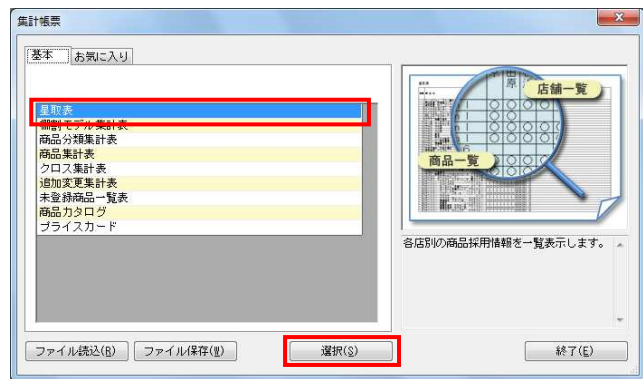 集計帳票
基本 お気に入り
星取表
棚割モデル集計表
商品分類集計表
商品集計表
クロス集計表
追加変更集計表
未登録商品一覧表
商品カタログ
プライスカード
店舗一覧
商品一覧
各店別の商品採用情報を一覧表示します。
ファイル読込(R) ファイル保存(W) 選択(S) 終了(E)